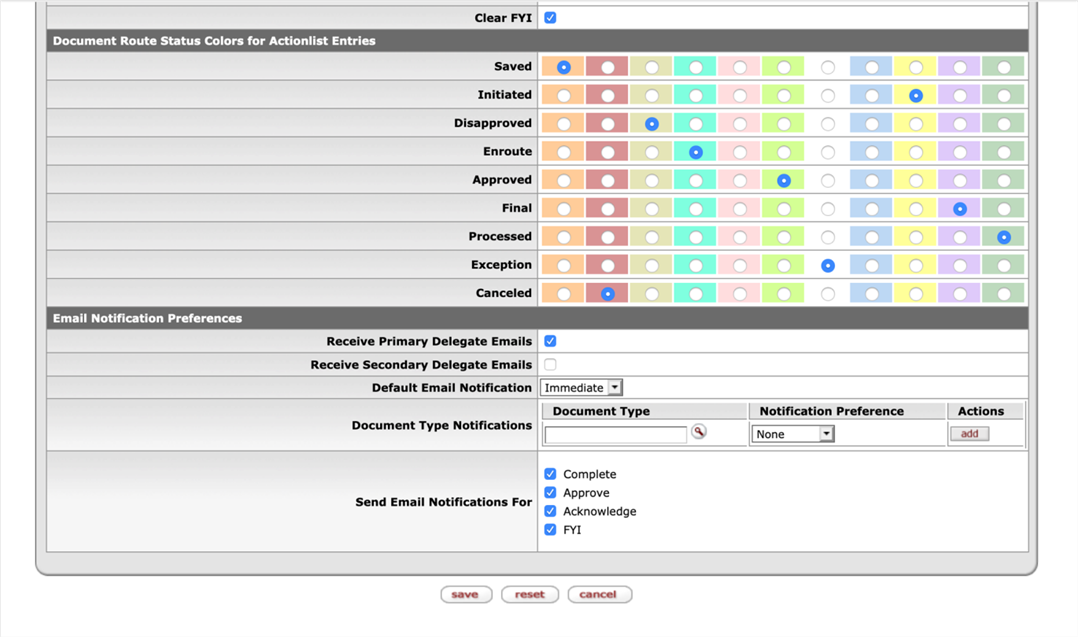 Clear FYI
Document Route Status Colors for Actionlist Entries
Saved
Initiated
Disapproved
Enroute
Approved
Final
Processed
Exception
Canceled
Email Notification Preferences
Receive Primary Delegate Emails
Receive Secondary Delegate Emails
Default Email Notification Immediate
Document Type Notification Preference Actions
Document Type Notifications
None add
Complete
Approve
Send Email Notifications For
Acknowledge
FYI
save reset cancel